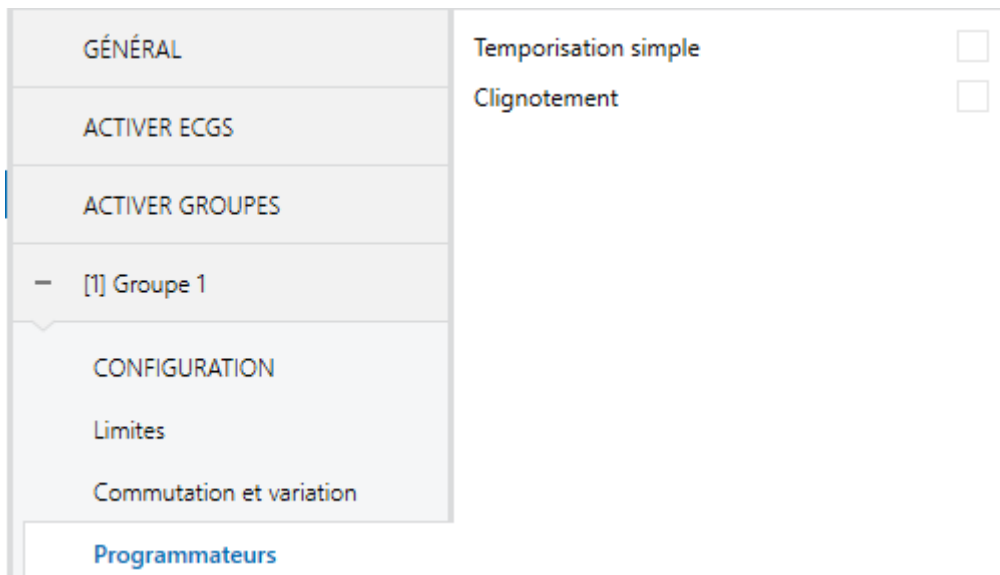 GÉNÉRAL
ACTIVER ECGS
ACTIVER GROUPES
[1] Groupe 1
CONFIGURATION
Limites
Commutation et variation
Programmateurs
Temporisation simple
Clignotement